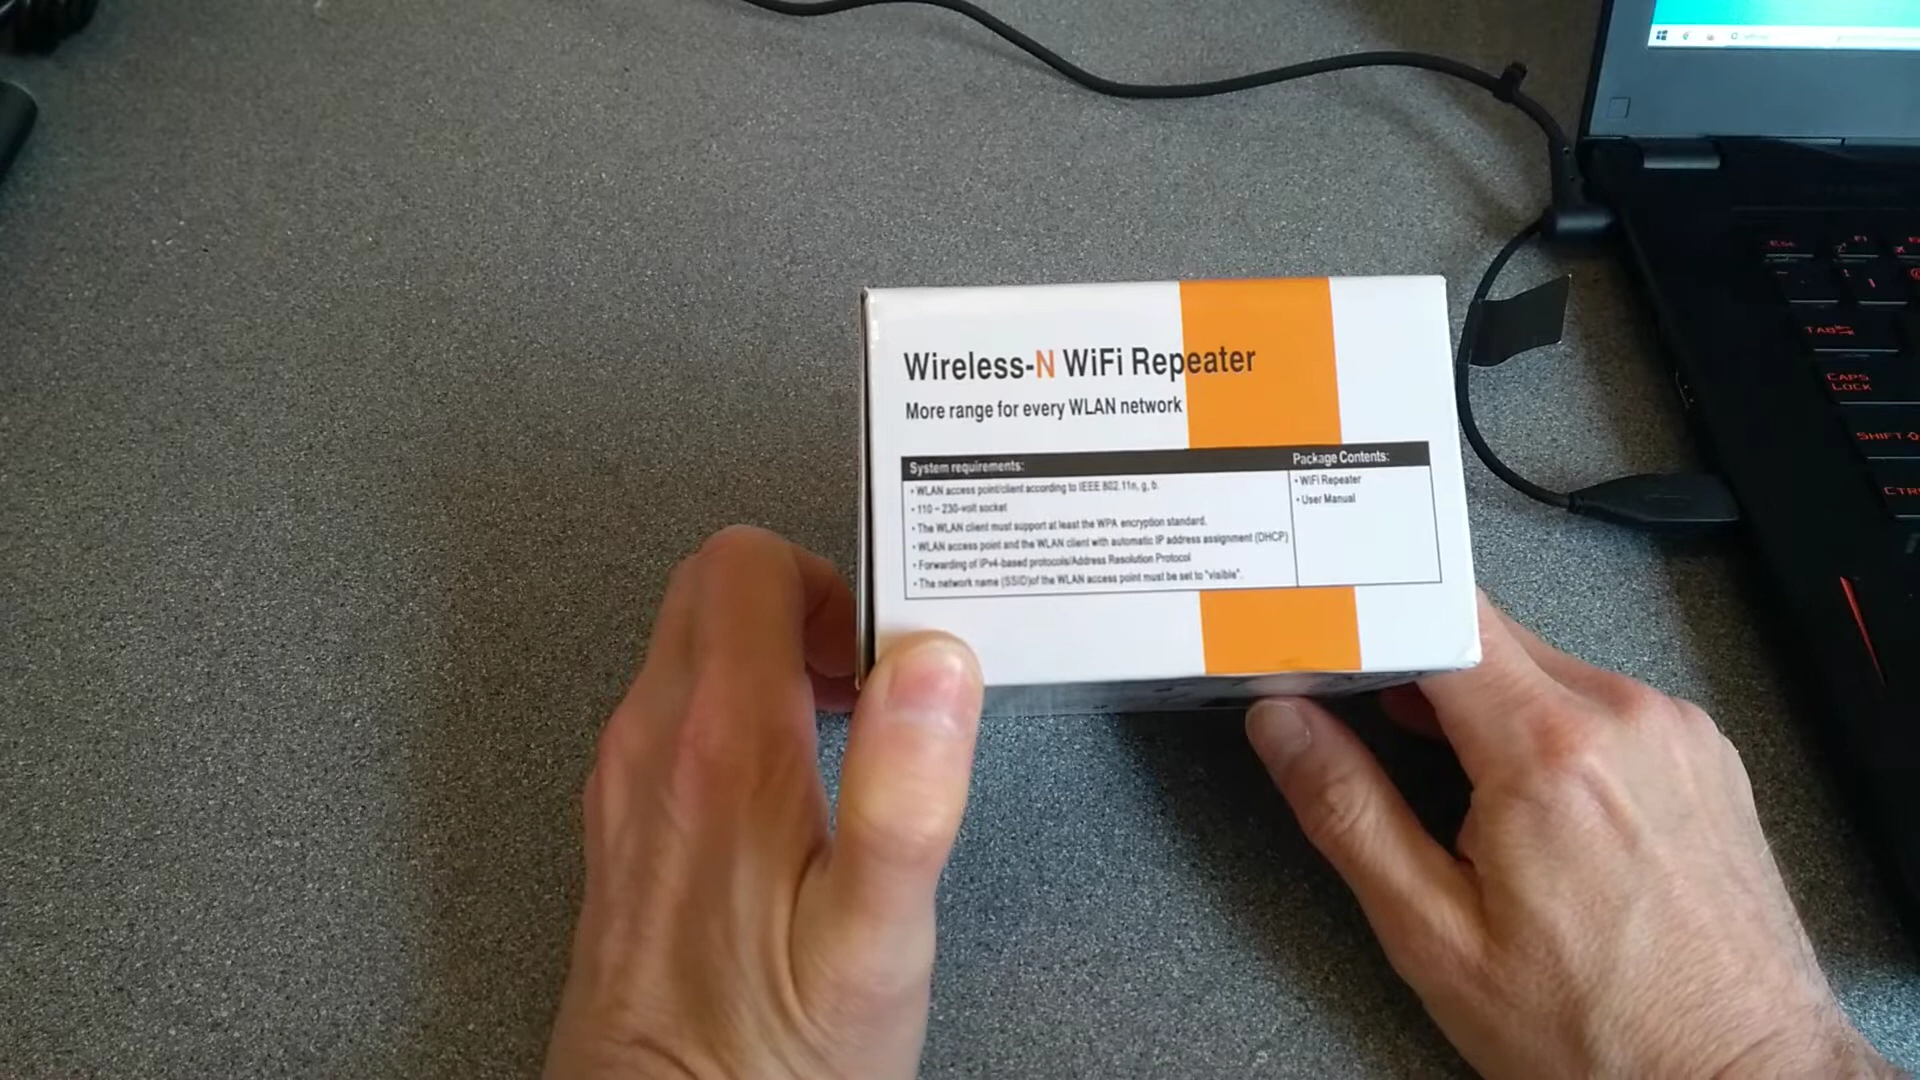 Wireless-N WiFi Repeater
More range for every WLAN network
System requirements:
• WLAN access point/client according to IEEE 802.11n, g, b.
• 110 – 230-volt socket
• The WLAN client must support at least the WPA encryption standard.
• WLAN access point and the WLAN client with automatic IP address assignment (DHCP)
• Forwarding of IPv4-based protocols/Address Resolution Protocol
• The network name (SSID)of the WLAN access point must be set to "visible".
Package Contents:
• WiFi Repeater
• User Manual
Esc
F1
TAB
CAPS
LOCK
SHIFT